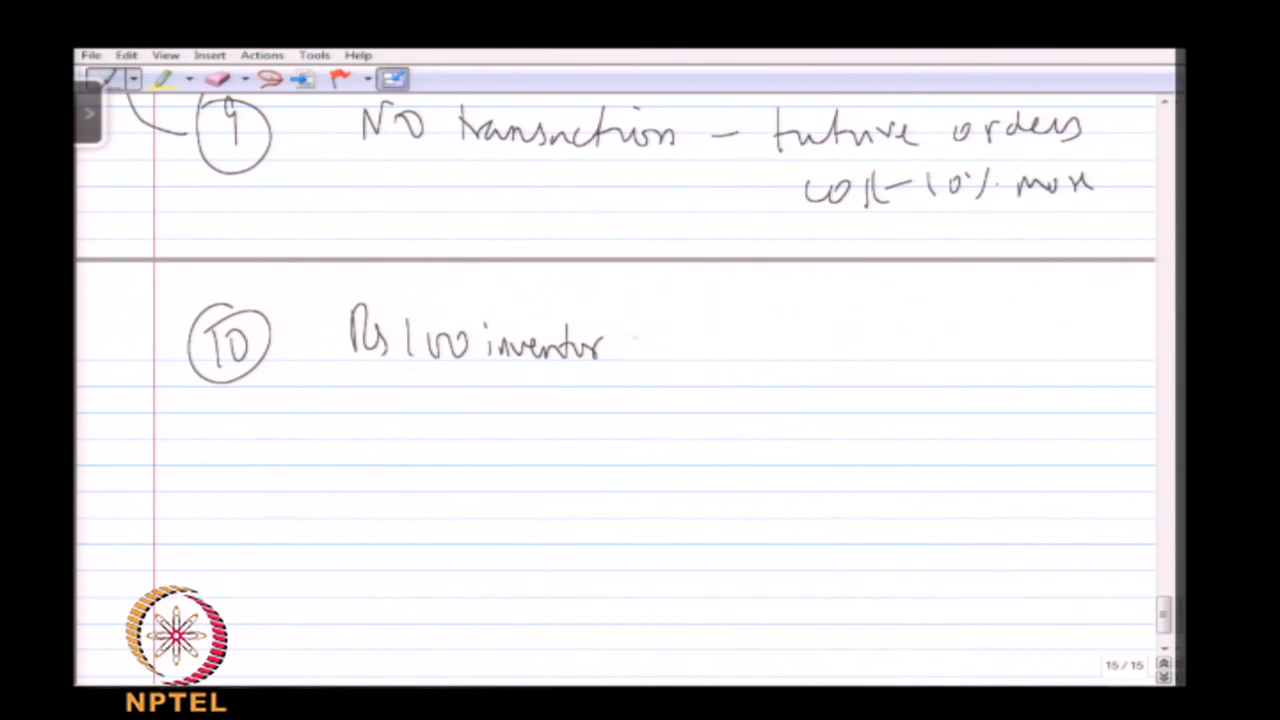 File Edit View Insert Actions Tools Help
9 No transaction - future orders
cost - 10% more
10 Rs 100 inventor
15 / 15
NPTEL